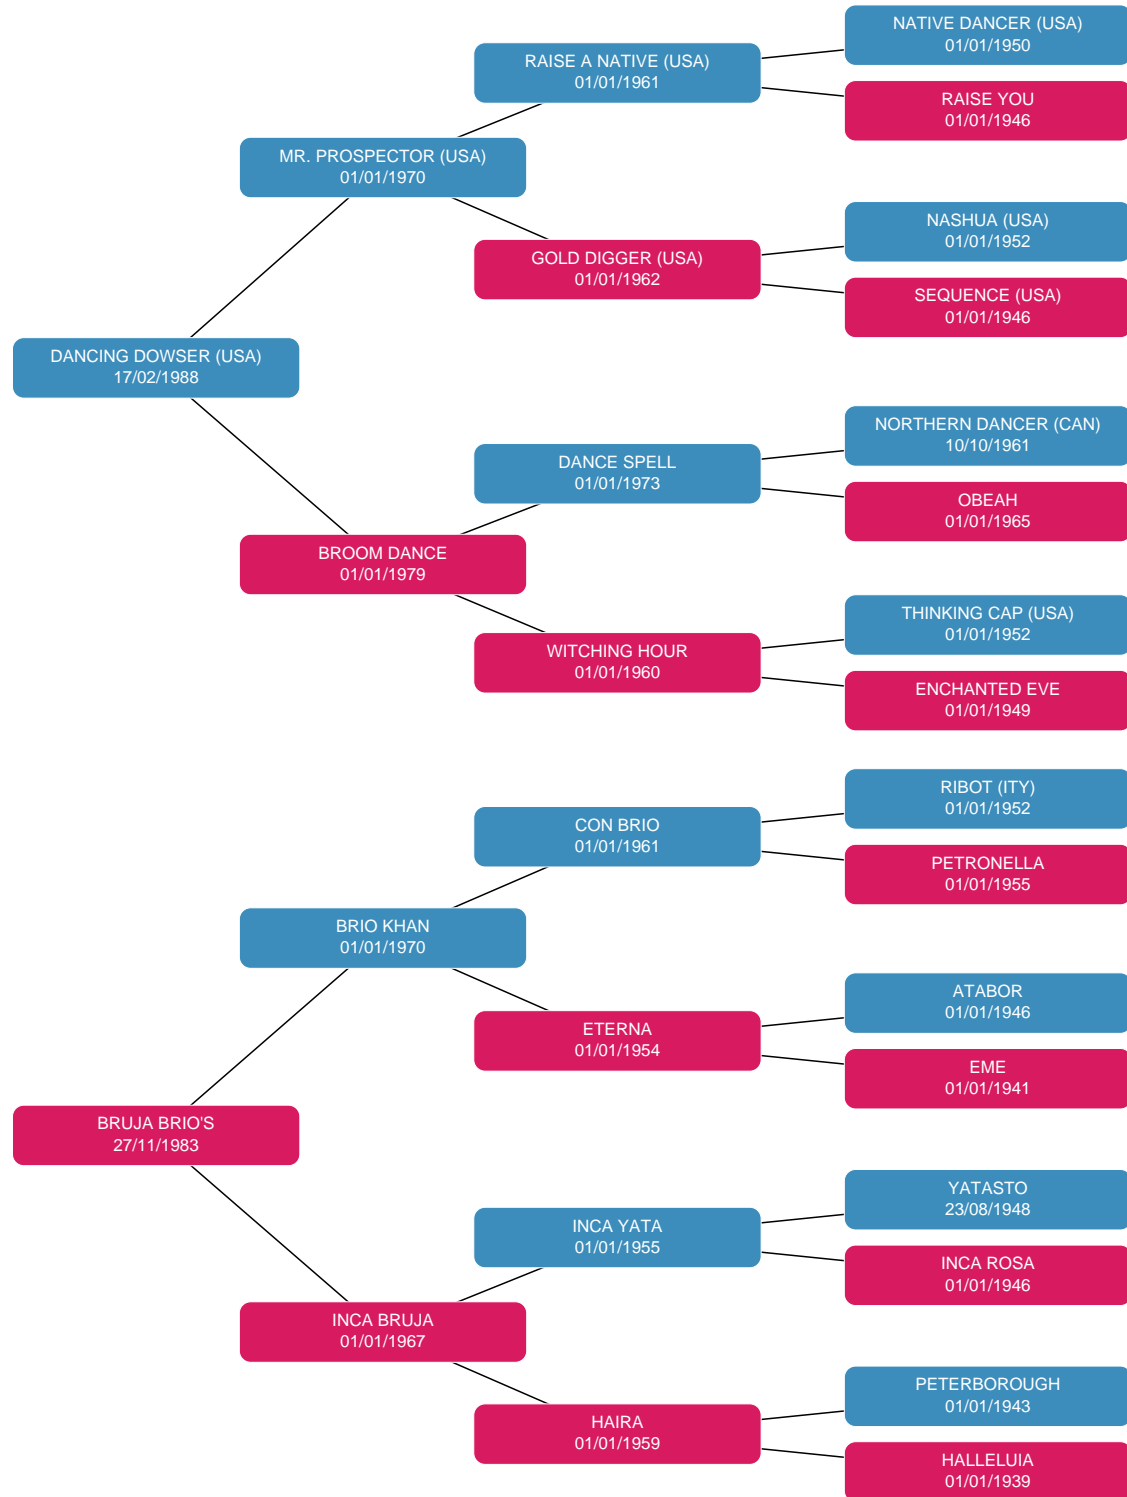 NATIVE DANCER (USA)
01/01/1950
RAISE A NATIVE (USA)
01/01/1961
RAISE YOU
01/01/1946
MR. PROSPECTOR (USA)
01/01/1970
NASHUA (USA)
01/01/1952
GOLD DIGGER (USA)
01/01/1962
SEQUENCE (USA)
01/01/1946
DANCING DOWSER (USA)
17/02/1988
NORTHERN DANCER (CAN)
10/10/1961
DANCE SPELL
01/01/1973
OBEAH
01/01/1965
BROOM DANCE
01/01/1979
THINKING CAP (USA)
01/01/1952
WITCHING HOUR
01/01/1960
ENCHANTED EVE
01/01/1949
RIBOT (ITY)
01/01/1952
CON BRIO
01/01/1961
PETRONELLA
01/01/1955
BRIO KHAN
01/01/1970
ATABOR
01/01/1946
ETERNA
01/01/1954
EME
01/01/1941
BRUJA BRIO'S
27/11/1983
YATASTO
23/08/1948
INCA YATA
01/01/1955
INCA ROSA
01/01/1946
INCA BRUJA
01/01/1967
PETERBOROUGH
01/01/1943
HAIRA
01/01/1959
HALLELUIA
01/01/1939